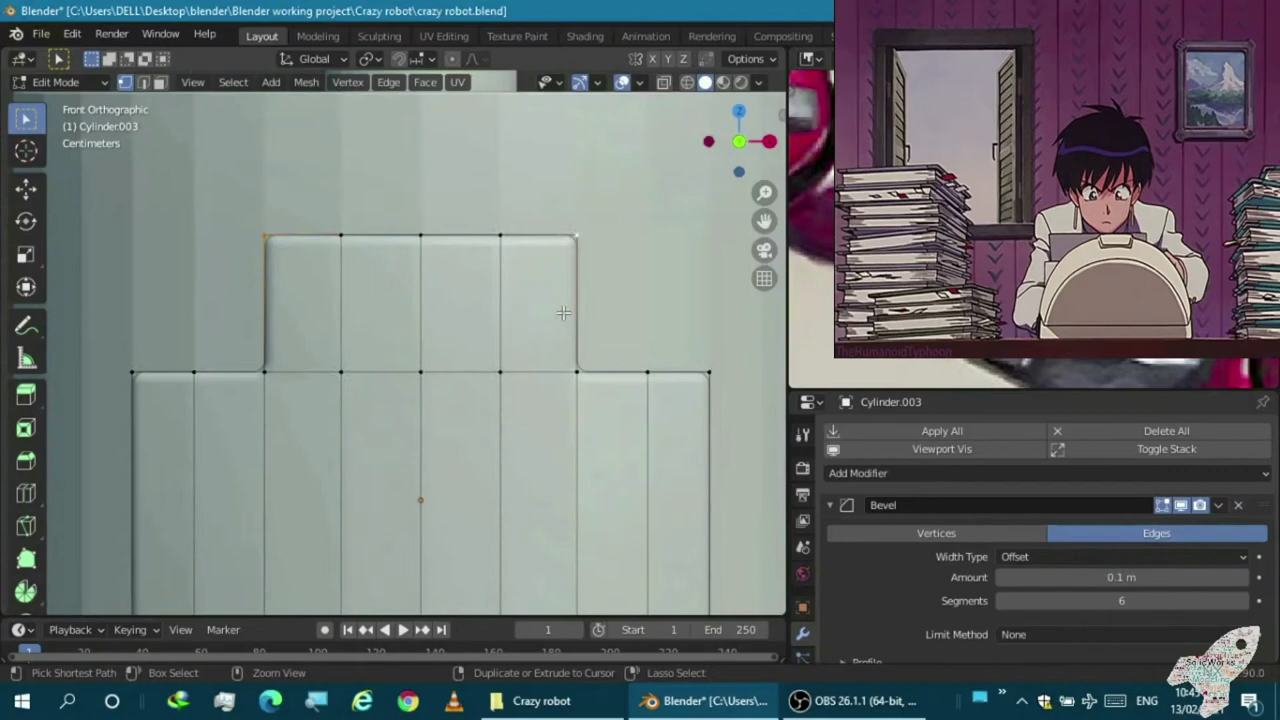 Blender* [C:\Users\DELL\Desktop\blender\Blender working project\Crazy robot\crazy robot.blend]
File Edit Render Window Help Layout Modeling Sculpting UV Editing Texture Paint Shading Animation Rendering Compositing
Global X Y Z Options
Edit Mode View Select Add Mesh Vertex Edge Face UV
Front Orthographic
(1) Cylinder.003
Centimeters
Z
Y
TheHumanoidTyphoon
Cylinder.003
Apply All Delete All
Viewport Vis Toggle Stack
Add Modifier
Bevel
Vertices Edges
Width Type Offset
Amount 0.1 m
Segments 6
Limit Method None
Profile
Playback Keying View Marker 1 Start 1 End 250
Pick Shortest Path Box Select Zoom View Duplicate or Extrude to Cursor Lasso Select
SolidWorks
Crazy robot Blender* [C:\Users\... OBS 26.1.1 (64-bit, ... ENG